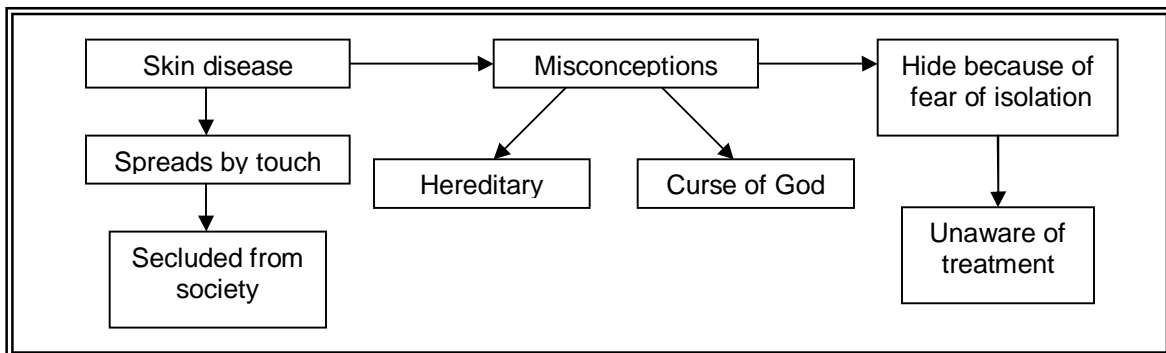 Skin disease
Misconceptions
Hide because of
fear of isolation
Spreads by touch
Hereditary
Curse of God
Secluded from
society
Unaware of
treatment